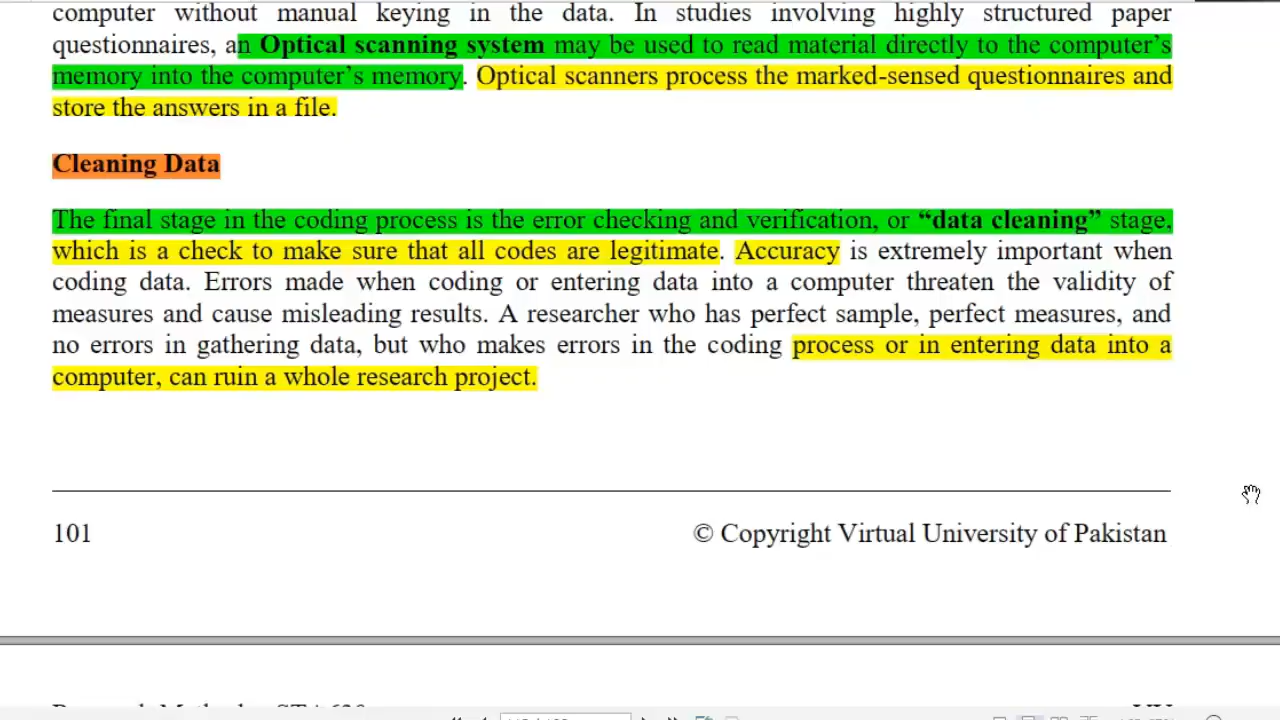 computer without manual keying in the data. In studies involving highly structured paper
questionnaires, an Optical scanning system may be used to read material directly to the computer’s
memory into the computer’s memory. Optical scanners process the marked-sensed questionnaires and
store the answers in a file.
Cleaning Data
The final stage in the coding process is the error checking and verification, or “data cleaning” stage,
which is a check to make sure that all codes are legitimate. Accuracy is extremely important when
coding data. Errors made when coding or entering data into a computer threaten the validity of
measures and cause misleading results. A researcher who has perfect sample, perfect measures, and
no errors in gathering data, but who makes errors in the coding process or in entering data into a
computer, can ruin a whole research project.
101 © Copyright Virtual University of Pakistan